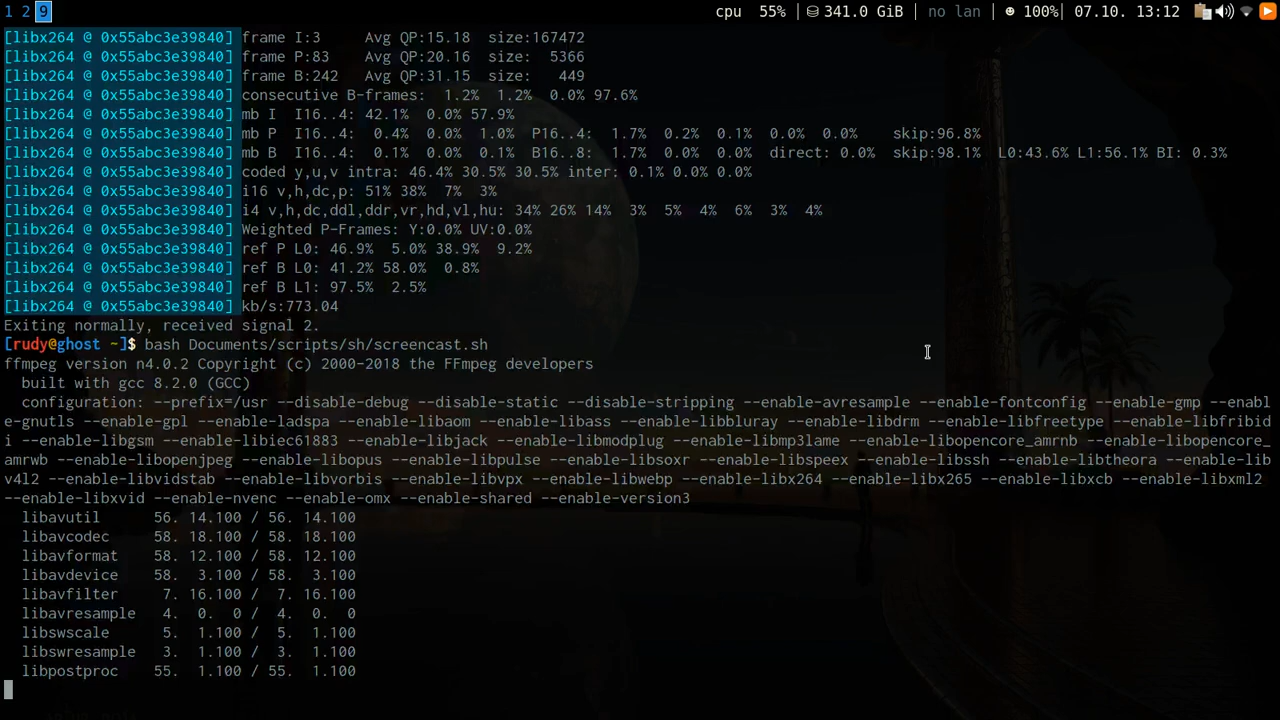 1 2 9 cpu 55% | 341.0 GiB | no lan | ☻ 100%| 07.10. 13:12
[libx264 @ 0x55abc3e39840] frame I:3     Avg QP:15.18  size:167472
[libx264 @ 0x55abc3e39840] frame P:83    Avg QP:20.16  size:  5366
[libx264 @ 0x55abc3e39840] frame B:242   Avg QP:31.15  size:   449
[libx264 @ 0x55abc3e39840] consecutive B-frames:  1.2%  1.2%  0.0% 97.6%
[libx264 @ 0x55abc3e39840] mb I  I16..4: 42.1%  0.0% 57.9%
[libx264 @ 0x55abc3e39840] mb P  I16..4:  0.4%  0.0%  1.0%  P16..4:  1.7%  0.2%  0.1%  0.0%  0.0%    skip:96.8%
[libx264 @ 0x55abc3e39840] mb B  I16..4:  0.1%  0.0%  0.1%  B16..8:  1.7%  0.0%  0.0%  direct: 0.0%  skip:98.1%  L0:43.6% L1:56.1% BI: 0.3%
[libx264 @ 0x55abc3e39840] coded y,u,v intra: 46.4% 30.5% 30.5% inter: 0.1% 0.0% 0.0%
[libx264 @ 0x55abc3e39840] i16 v,h,dc,p: 51% 38%  7%  3%
[libx264 @ 0x55abc3e39840] i4 v,h,dc,ddl,ddr,vr,hd,vl,hu: 34% 26% 14%  3%  5%  4%  6%  3%  4%
[libx264 @ 0x55abc3e39840] Weighted P-Frames: Y:0.0% UV:0.0%
[libx264 @ 0x55abc3e39840] ref P L0: 46.9%  5.0% 38.9%  9.2%
[libx264 @ 0x55abc3e39840] ref B L0: 41.2% 58.0%  0.8%
[libx264 @ 0x55abc3e39840] ref B L1: 97.5%  2.5%
[libx264 @ 0x55abc3e39840] kb/s:773.04
Exiting normally, received signal 2.
[rudy@ghost ~]$ bash Documents/scripts/sh/screencast.sh
ffmpeg version n4.0.2 Copyright (c) 2000-2018 the FFmpeg developers
  built with gcc 8.2.0 (GCC)
  configuration: --prefix=/usr --disable-debug --disable-static --disable-stripping --enable-avresample --enable-fontconfig --enable-gmp --enabl
e-gnutls --enable-gpl --enable-ladspa --enable-libaom --enable-libass --enable-libbluray --enable-libdrm --enable-libfreetype --enable-libfribid
i --enable-libgsm --enable-libiec61883 --enable-libjack --enable-libmodplug --enable-libmp3lame --enable-libopencore_amrnb --enable-libopencore_
amrwb --enable-libopenjpeg --enable-libopus --enable-libpulse --enable-libsoxr --enable-libspeex --enable-libssh --enable-libtheora --enable-lib
v4l2 --enable-libvidstab --enable-libvorbis --enable-libvpx --enable-libwebp --enable-libx264 --enable-libx265 --enable-libxcb --enable-libxml2
--enable-libxvid --enable-nvenc --enable-omx --enable-shared --enable-version3
  libavutil      56. 14.100 / 56. 14.100
  libavcodec     58. 18.100 / 58. 18.100
  libavformat    58. 12.100 / 58. 12.100
  libavdevice    58.  3.100 / 58.  3.100
  libavfilter     7. 16.100 /  7. 16.100
  libavresample   4.  0.  0 /  4.  0.  0
  libswscale      5.  1.100 /  5.  1.100
  libswresample   3.  1.100 /  3.  1.100
  libpostproc    55.  1.100 / 55.  1.100